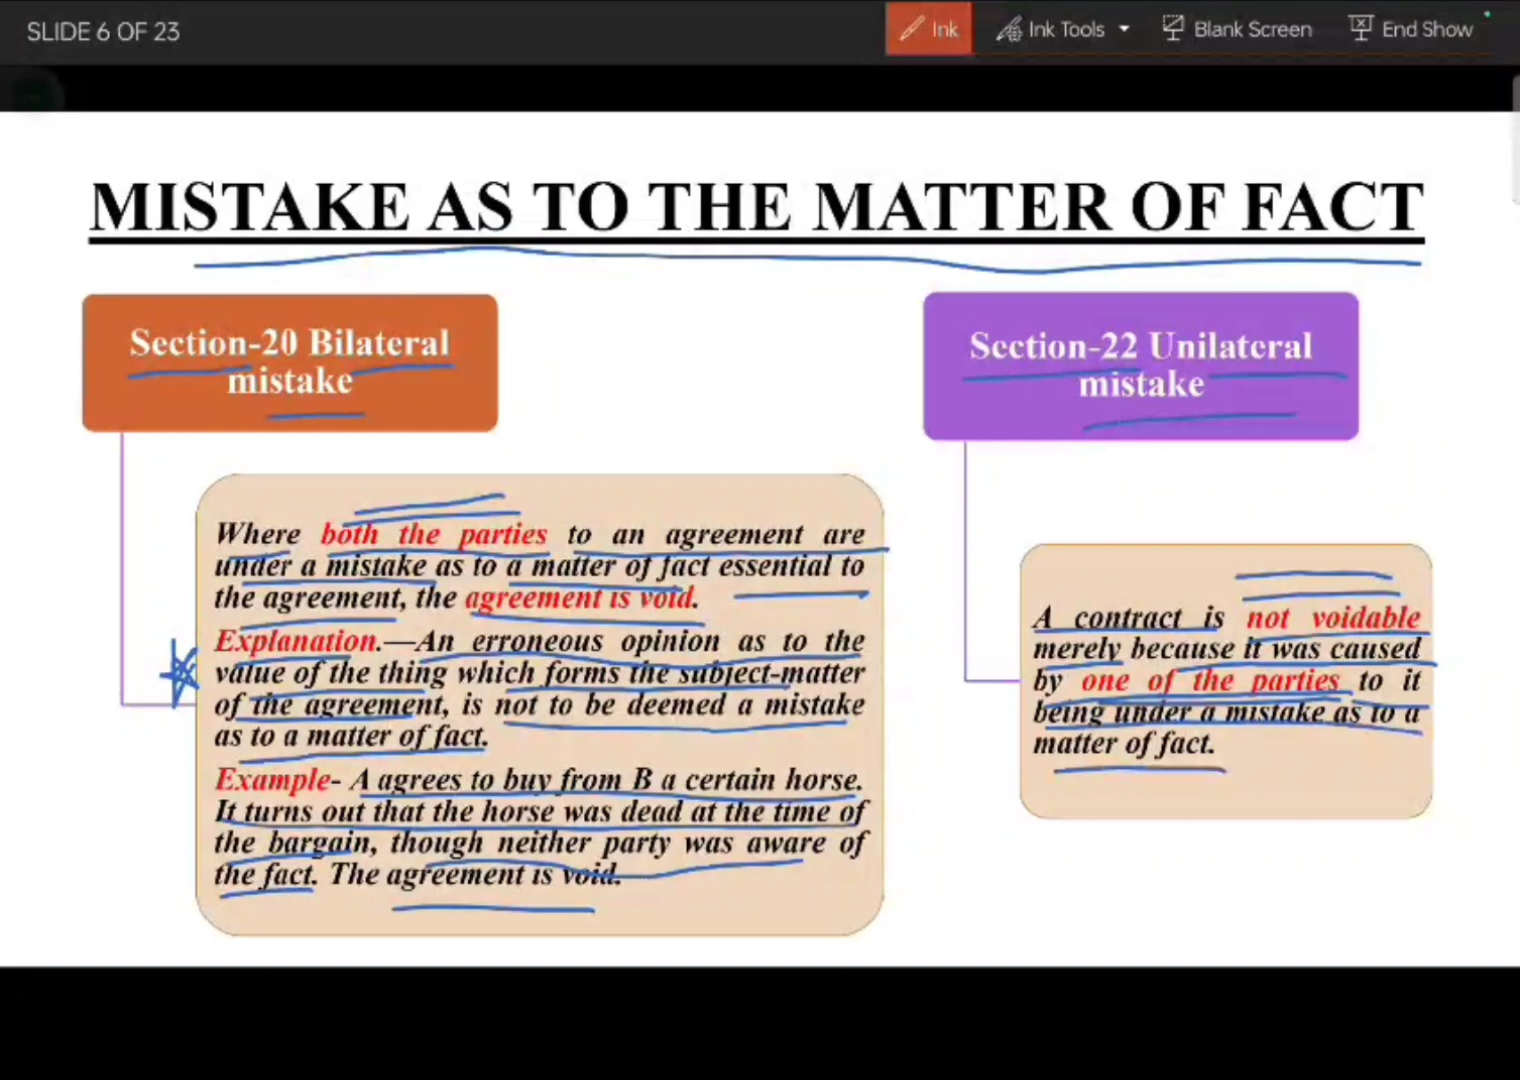 SLIDE 6 OF 23
Ink
Ink Tools
Blank Screen
End Show
MISTAKE AS TO THE MATTER OF FACT
Section-20 Bilateral
mistake
Where both the parties to an agreement are
under a mistake as to a matter of fact essential to
the agreement, the agreement is void.
Explanation.—An erroneous opinion as to the
value of the thing which forms the subject-matter
of the agreement, is not to be deemed a mistake
as to a matter of fact.
Example- A agrees to buy from B a certain horse.
It turns out that the horse was dead at the time of
the bargain, though neither party was aware of
the fact. The agreement is void.
Section-22 Unilateral
mistake
A contract is not voidable
merely because it was caused
by one of the parties to it
being under a mistake as to a
matter of fact.